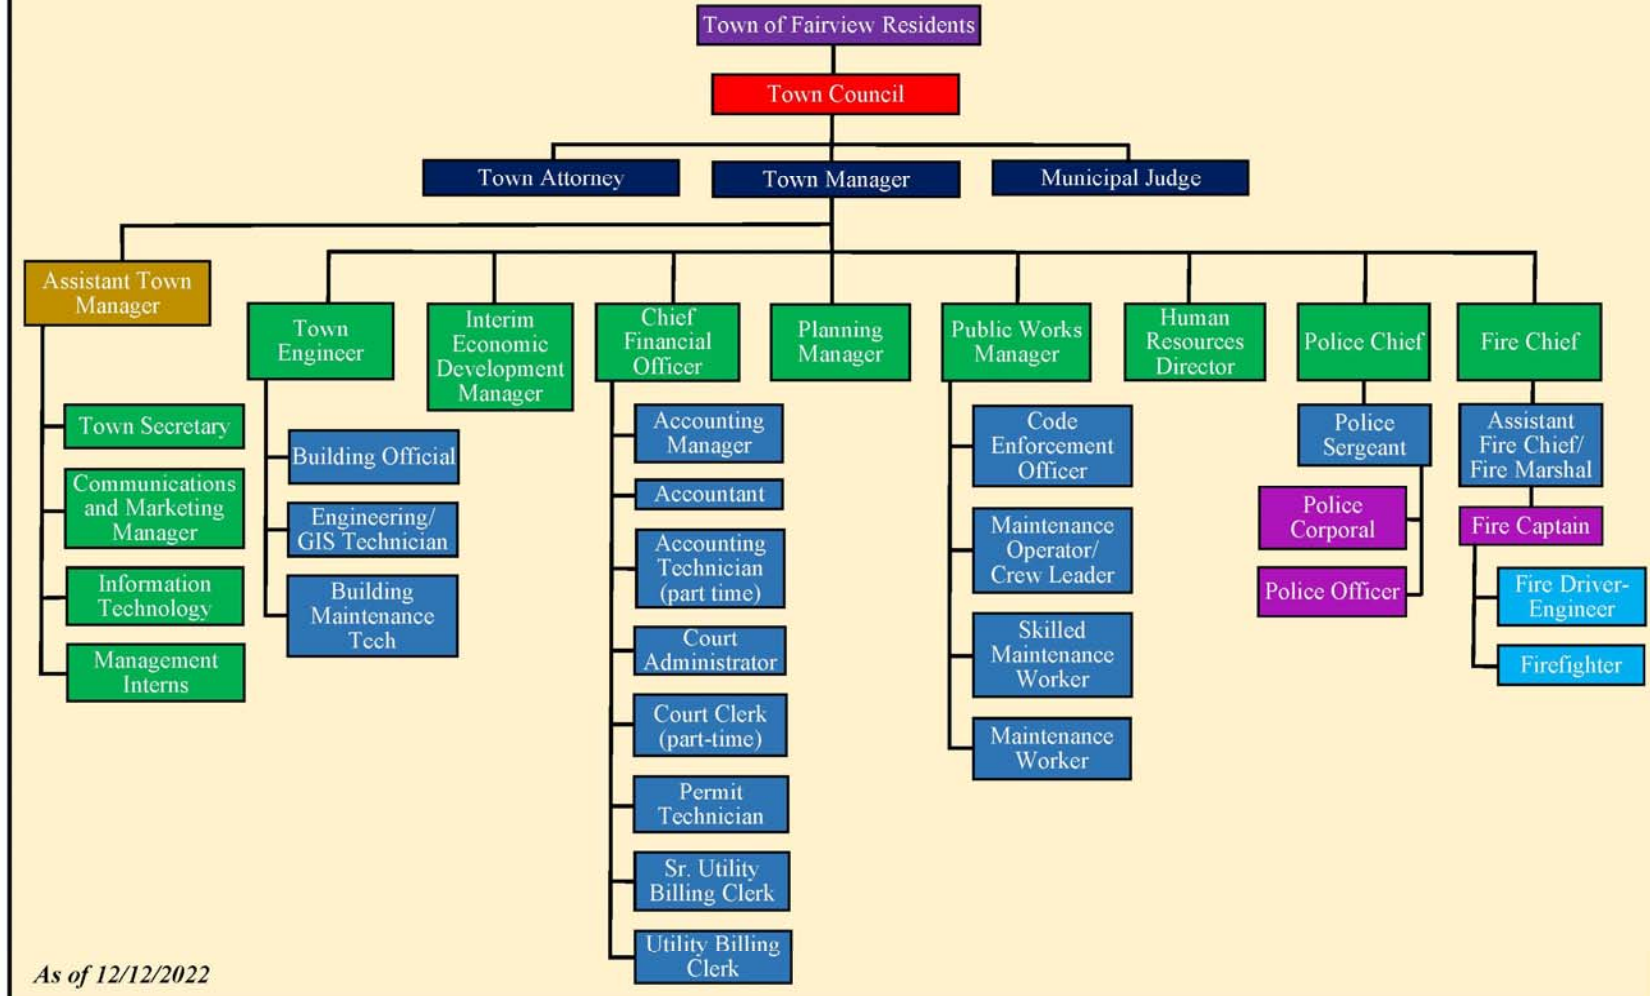 Town of Fairview Residents
Town Council
Town Attorney
Town Manager
Municipal Judge
Assistant Town
Manager
Town
Engineer
Interim
Economic
Development
Manager
Chief
Financial
Officer
Planning
Manager
Public Works
Manager
Human
Resources
Director
Police Chief
Fire Chief
Town Secretary
Communications
and Marketing
Manager
Information
Technology
Management
Interns
Building Official
Engineering/
GIS Technician
Building
Maintenance
Tech
Accounting
Manager
Accountant
Accounting
Technician
(part time)
Court
Administrator
Court Clerk
(part-time)
Permit
Technician
Sr. Utility
Billing Clerk
Utility Billing
Clerk
Code
Enforcement
Officer
Maintenance
Operator/
Crew Leader
Skilled
Maintenance
Worker
Maintenance
Worker
Police
Sergeant
Police
Corporal
Police Officer
Assistant
Fire Chief/
Fire Marshal
Fire Captain
Fire Driver-
Engineer
Firefighter
As of 12/12/2022